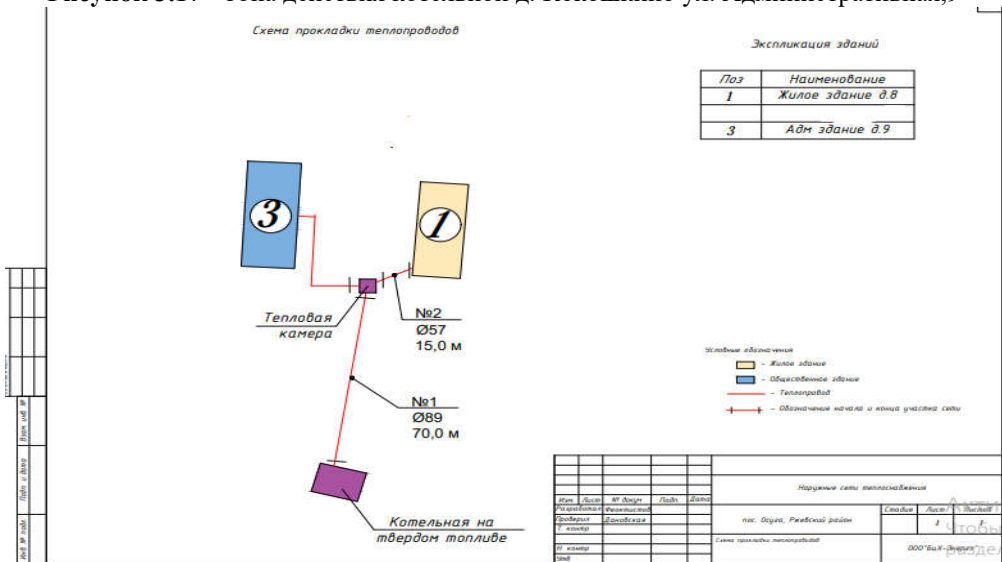 Схема прокладки теплопроводов
Экспликация зданий
Поз Наименование
1 Жилое здание д.8
3 Адм здание д.9
3
1
Тепловая
камера
№2
Ø57
15,0 м
№1
Ø89
70,0 м
Котельная на
твердом топливе
Условные обозначения
– Жилое здание
– Общественное здание
– Теплопровод
– Обозначение начала и конца участка сети
Взам инв №
Подп и дата
Инв № подл
Наружные сети теплоснабжения
Изм. Лист № докум Подп. Дата
Разработал Феоктистов
Проверил Дановская
Т. контр
Н. контр
Утв
пос. Осуга, Ржевский район
Стадия Лист Листов
1 1
Схема прокладки теплопроводов